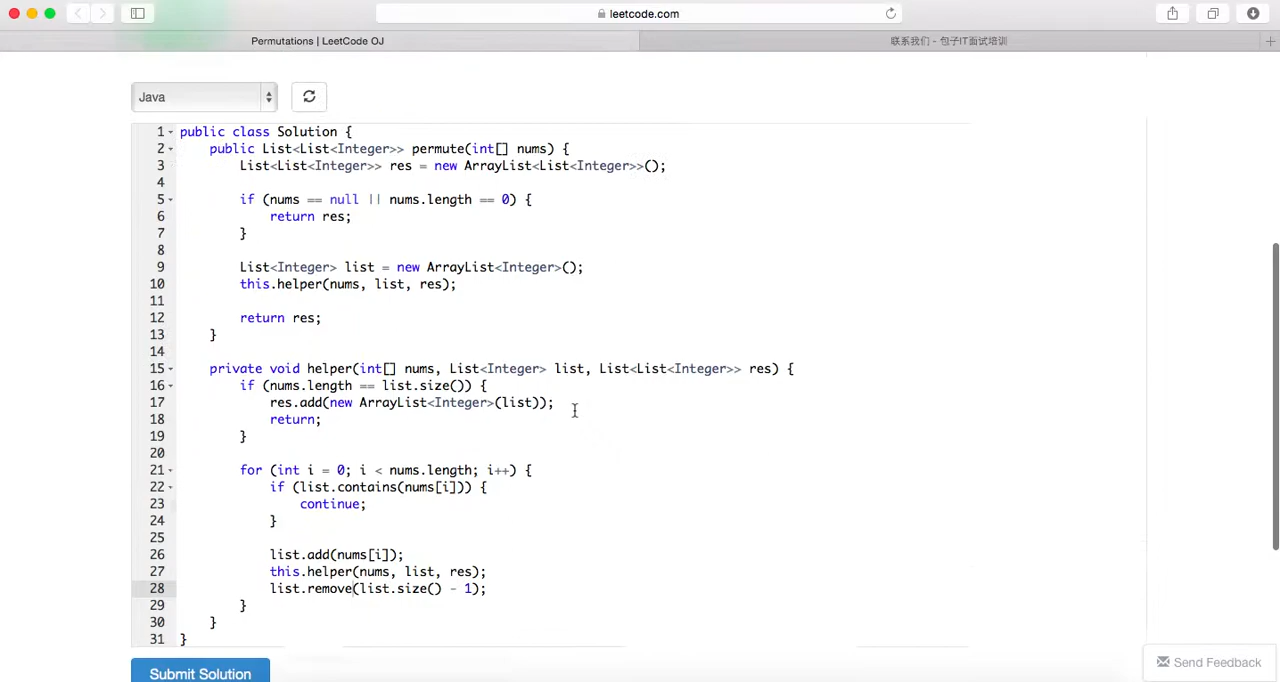 leetcode.com
Permutations | LeetCode OJ
联系我们 - 包子IT面试培训
Java
1 public class Solution {
2 public List<List<Integer>> permute(int[] nums) {
3 List<List<Integer>> res = new ArrayList<List<Integer>>();
4
5 if (nums == null || nums.length == 0) {
6 return res;
7 }
8
9 List<Integer> list = new ArrayList<Integer>();
10 this.helper(nums, list, res);
11
12 return res;
13 }
14
15 private void helper(int[] nums, List<Integer> list, List<List<Integer>> res) {
16 if (nums.length == list.size()) {
17 res.add(new ArrayList<Integer>(list));
18 return;
19 }
20
21 for (int i = 0; i < nums.length; i++) {
22 if (list.contains(nums[i])) {
23 continue;
24 }
25
26 list.add(nums[i]);
27 this.helper(nums, list, res);
28 list.remove(list.size() - 1);
29 }
30 }
31 }
Submit Solution
Send Feedback